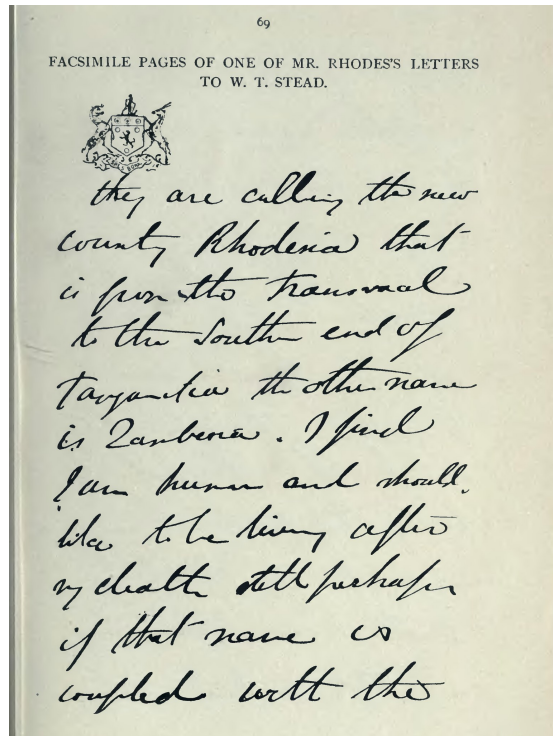 69
FACSIMILE PAGES OF ONE OF MR. RHODES'S LETTERS
TO W. T. STEAD.
they are calling the new
county Rhodesia that
is from the Transvaal
to the Southern end of
Tanganika the other name
is Zambesia. I find
I am human and should
like to be living after
my death still perhaps
if that name is
coupled with the